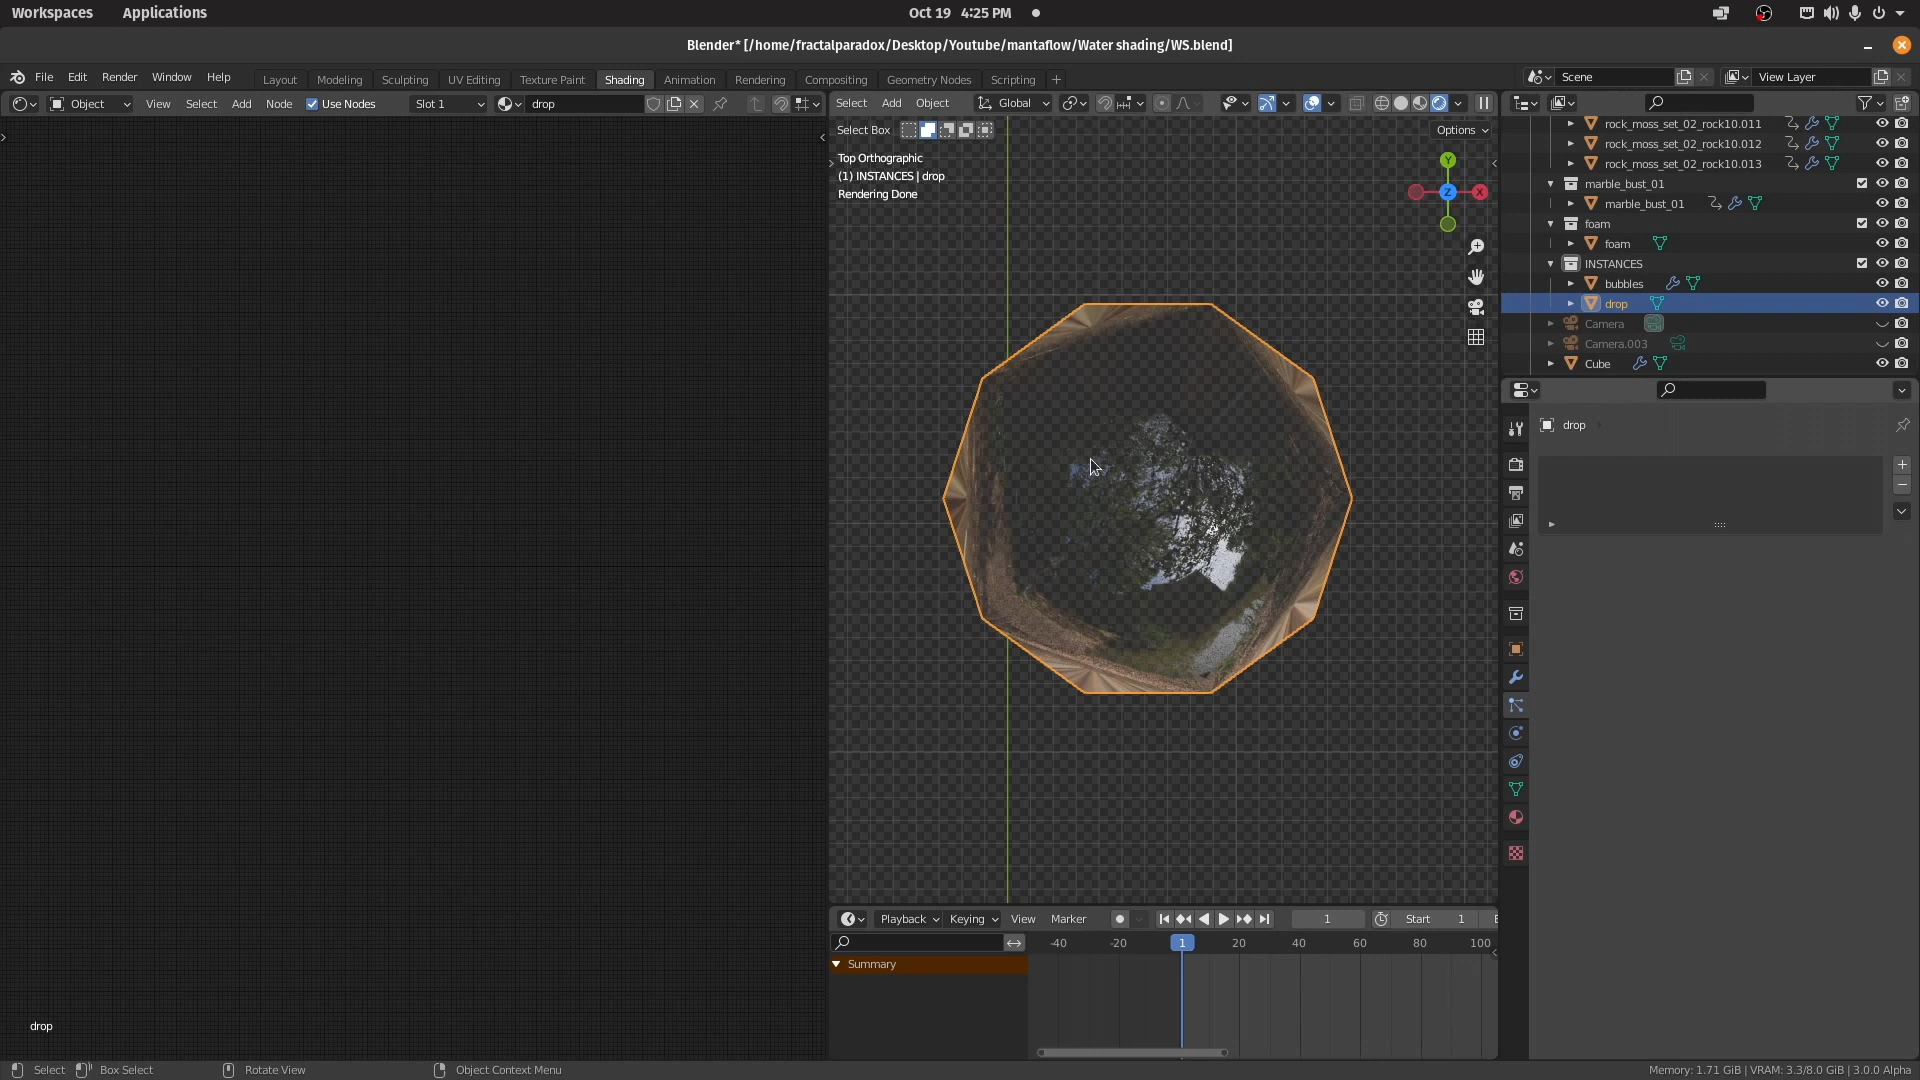 Workspaces Applications Oct 19 4:25 PM
Blender* [/home/fractalparadox/Desktop/Youtube/mantaflow/Water shading/WS.blend]
File Edit Render Window Help Layout Modeling Sculpting UV Editing Texture Paint Shading Animation Rendering Compositing Geometry Nodes Scripting + Scene View Layer
Object View Select Add Node Use Nodes Slot 1 drop Select Add Object Global
Select Box Options
Top Orthographic
(1) INSTANCES | drop
Rendering Done
Y
Z X
rock_moss_set_02_rock10.011
rock_moss_set_02_rock10.012
rock_moss_set_02_rock10.013
marble_bust_01
marble_bust_01
foam
foam
INSTANCES
bubbles
drop
Camera
Camera.003
Cube
drop
Playback Keying View Marker 1 Start 1 E
-40 -20 1 20 40 60 80 100
Summary
drop
Select Box Select Rotate View Object Context Menu Memory: 1.71 GiB | VRAM: 3.3/8.0 GiB | 3.0.0 Alpha